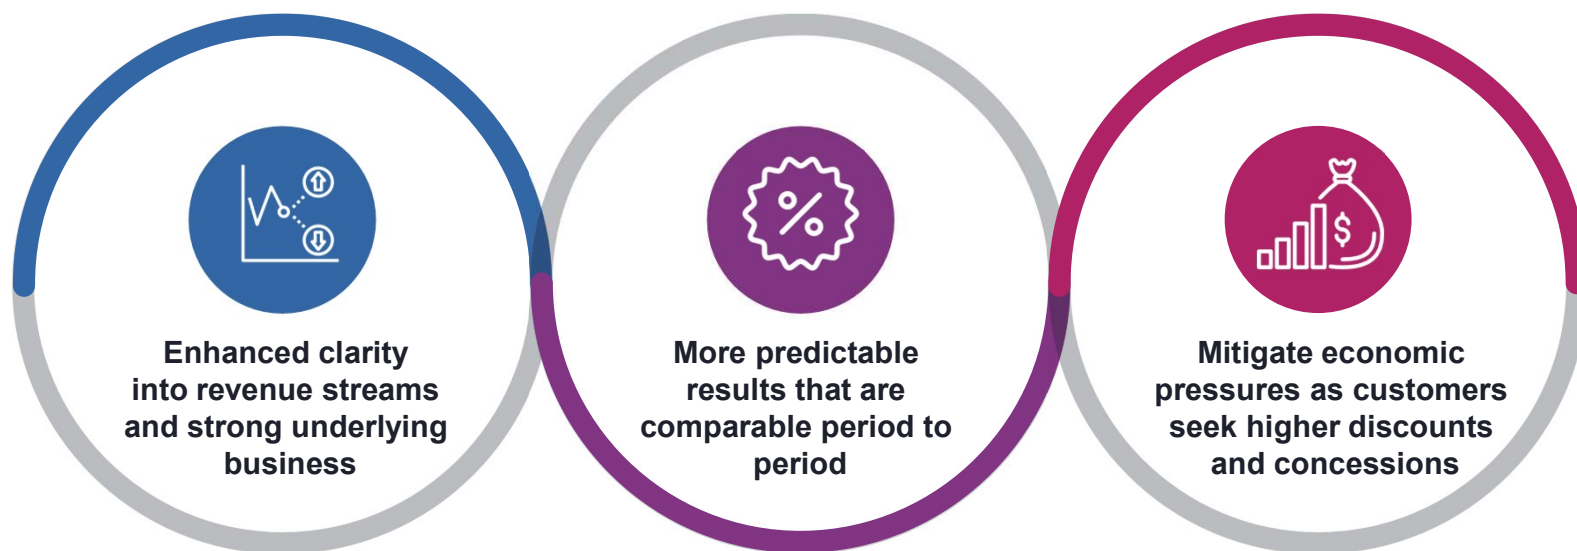 Enhanced clarity
into revenue streams
and strong underlying
business
More predictable
results that are
comparable period to
period
Mitigate economic
pressures as customers
seek higher discounts
and concessions